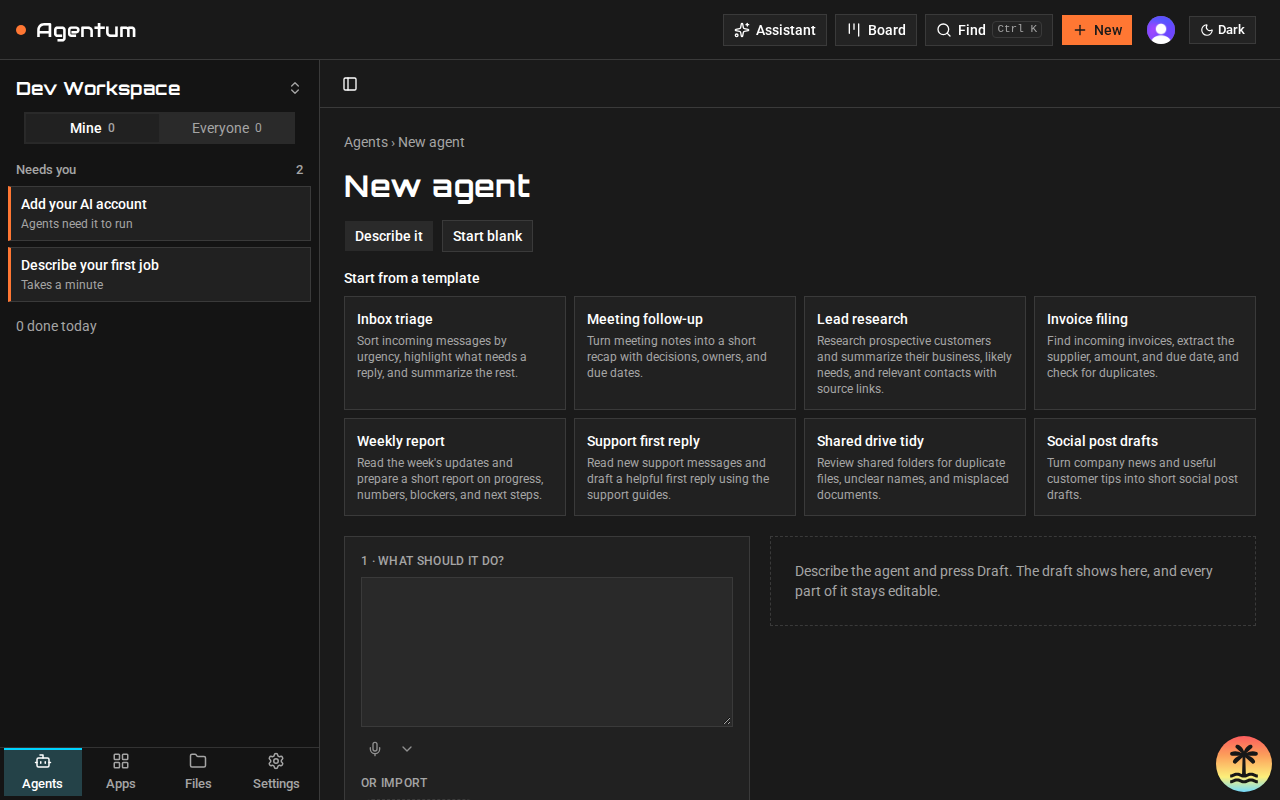 Agentum
Assistant
Board
Find Ctrl K
New
Dark
Dev Workspace
Mine 0
Everyone 0
Needs you 2
Add your AI account
Agents need it to run
Describe your first job
Takes a minute
0 done today
Agents
Apps
Files
Settings
Agents › New agent
New agent
Describe it
Start blank
Start from a template
Inbox triage
Sort incoming messages by
urgency, highlight what needs a
reply, and summarize the rest.
Meeting follow-up
Turn meeting notes into a short
recap with decisions, owners, and
due dates.
Lead research
Research prospective customers
and summarize their business, likely
needs, and relevant contacts with
source links.
Invoice filing
Find incoming invoices, extract the
supplier, amount, and due date, and
check for duplicates.
Weekly report
Read the week's updates and
prepare a short report on progress,
numbers, blockers, and next steps.
Support first reply
Read new support messages and
draft a helpful first reply using the
support guides.
Shared drive tidy
Review shared folders for duplicate
files, unclear names, and misplaced
documents.
Social post drafts
Turn company news and useful
customer tips into short social post
drafts.
1 · WHAT SHOULD IT DO?
OR IMPORT
Describe the agent and press Draft. The draft shows here, and every
part of it stays editable.